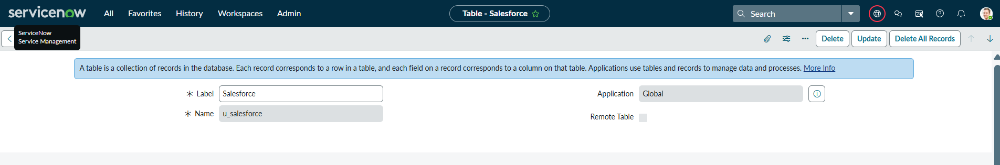 servicenow All Favorites History Workspaces Admin Table - Salesforce Search
ServiceNow
Service Management
Delete Update Delete All Records
A table is a collection of records in the database. Each record corresponds to a row in a table, and each field on a record corresponds to a column on that table. Applications use tables and records to manage data and processes. More Info
Label Salesforce Application Global
Name u_salesforce
Remote Table